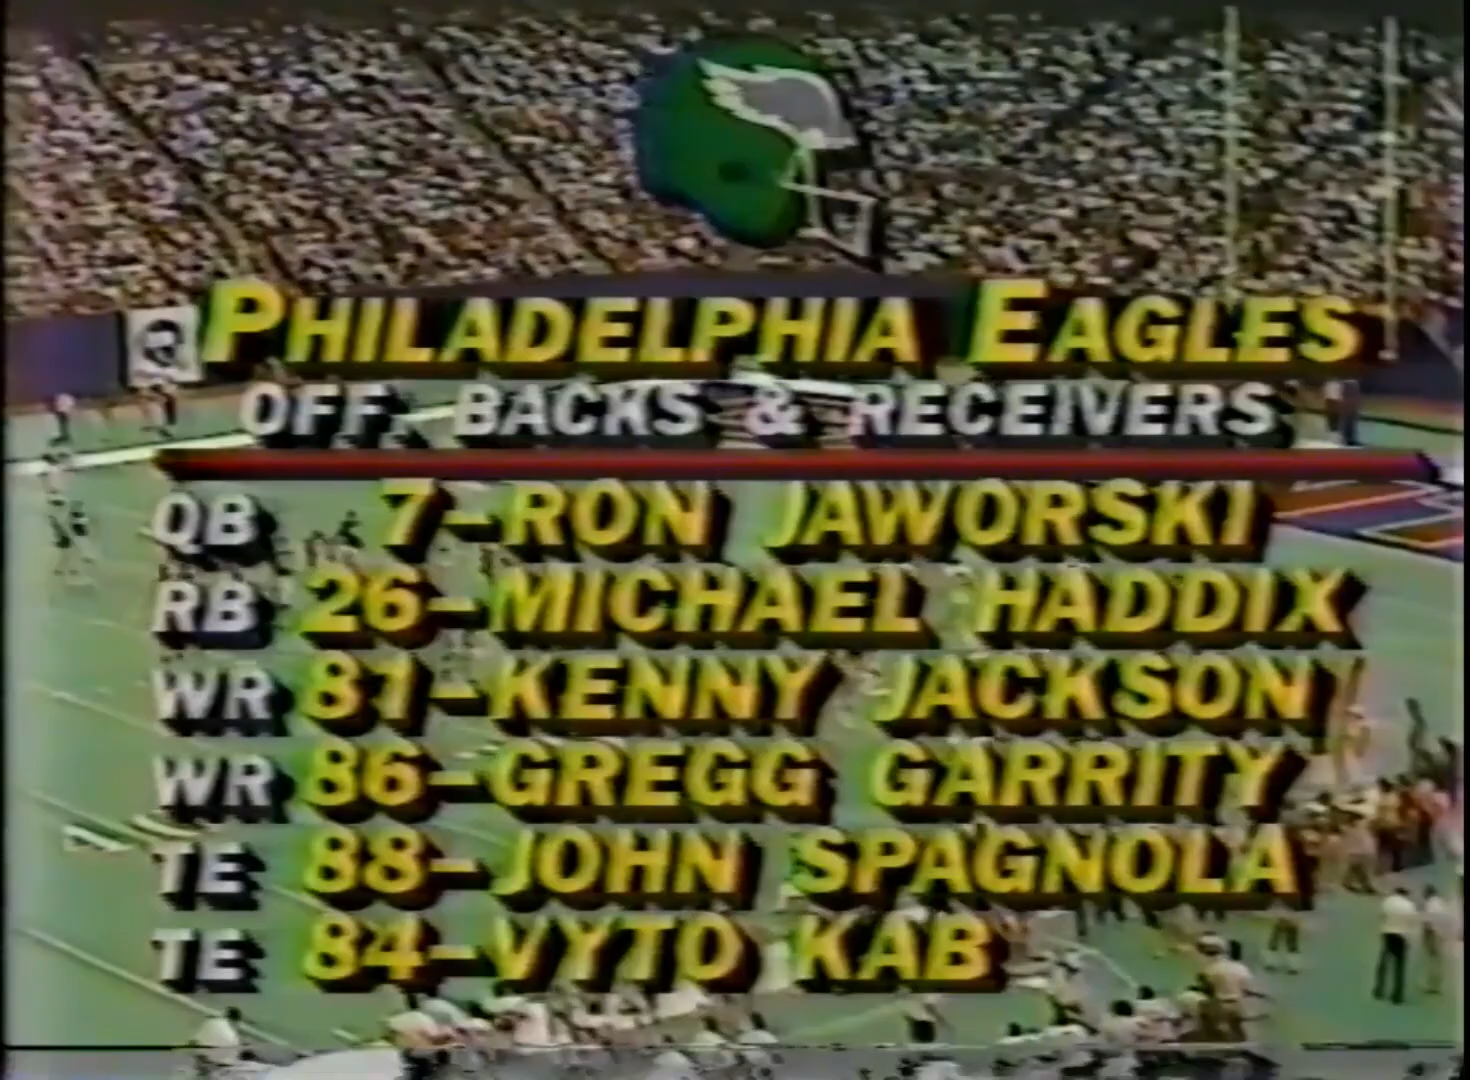 PHILADELPHIA EAGLES
OFF. BACKS & RECEIVERS
QB 7-RON JAWORSKI
RB 26-MICHAEL HADDIX
WR 81-KENNY JACKSON
WR 86-GREGG GARRITY
TE 88-JOHN SPAGNOLA
TE 84-VYTO KAB